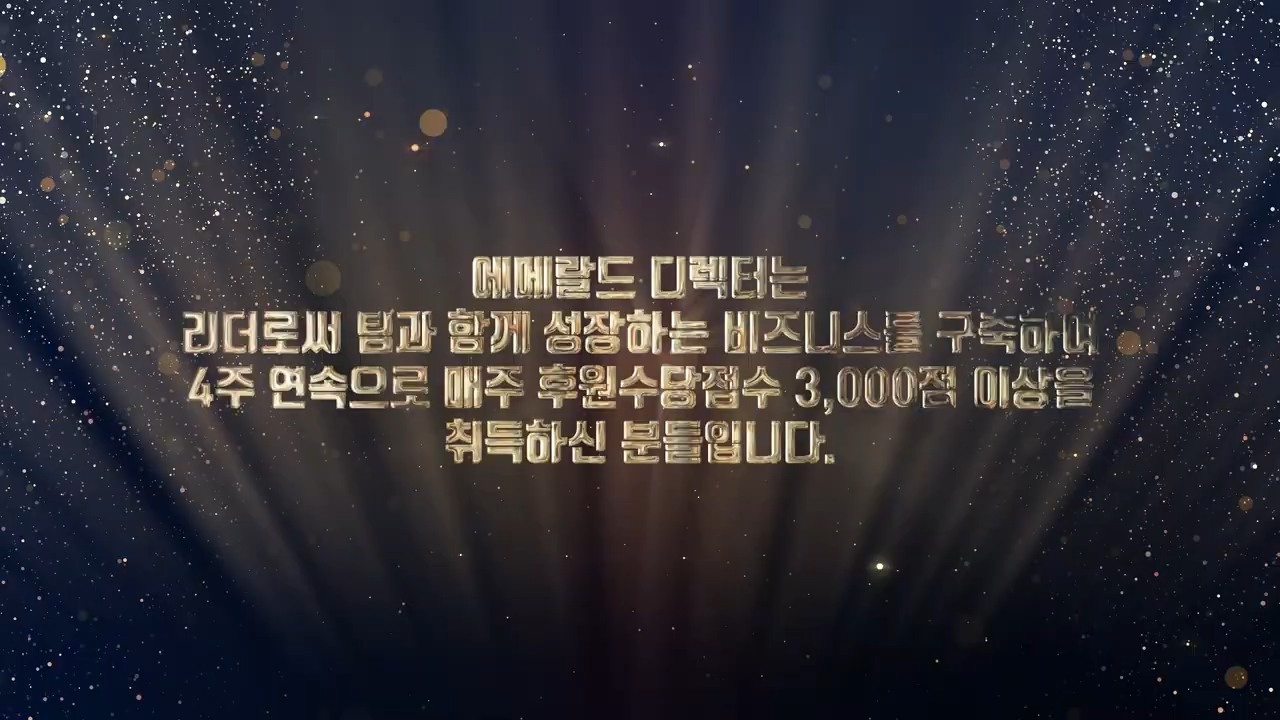 에메랄드 디렉터는
리더로써 팀과 함께 성장하는 비즈니스를 구축하며
4주 연속으로 매주 후원수당점수 3,000점 이상을
취득하신 분들입니다.